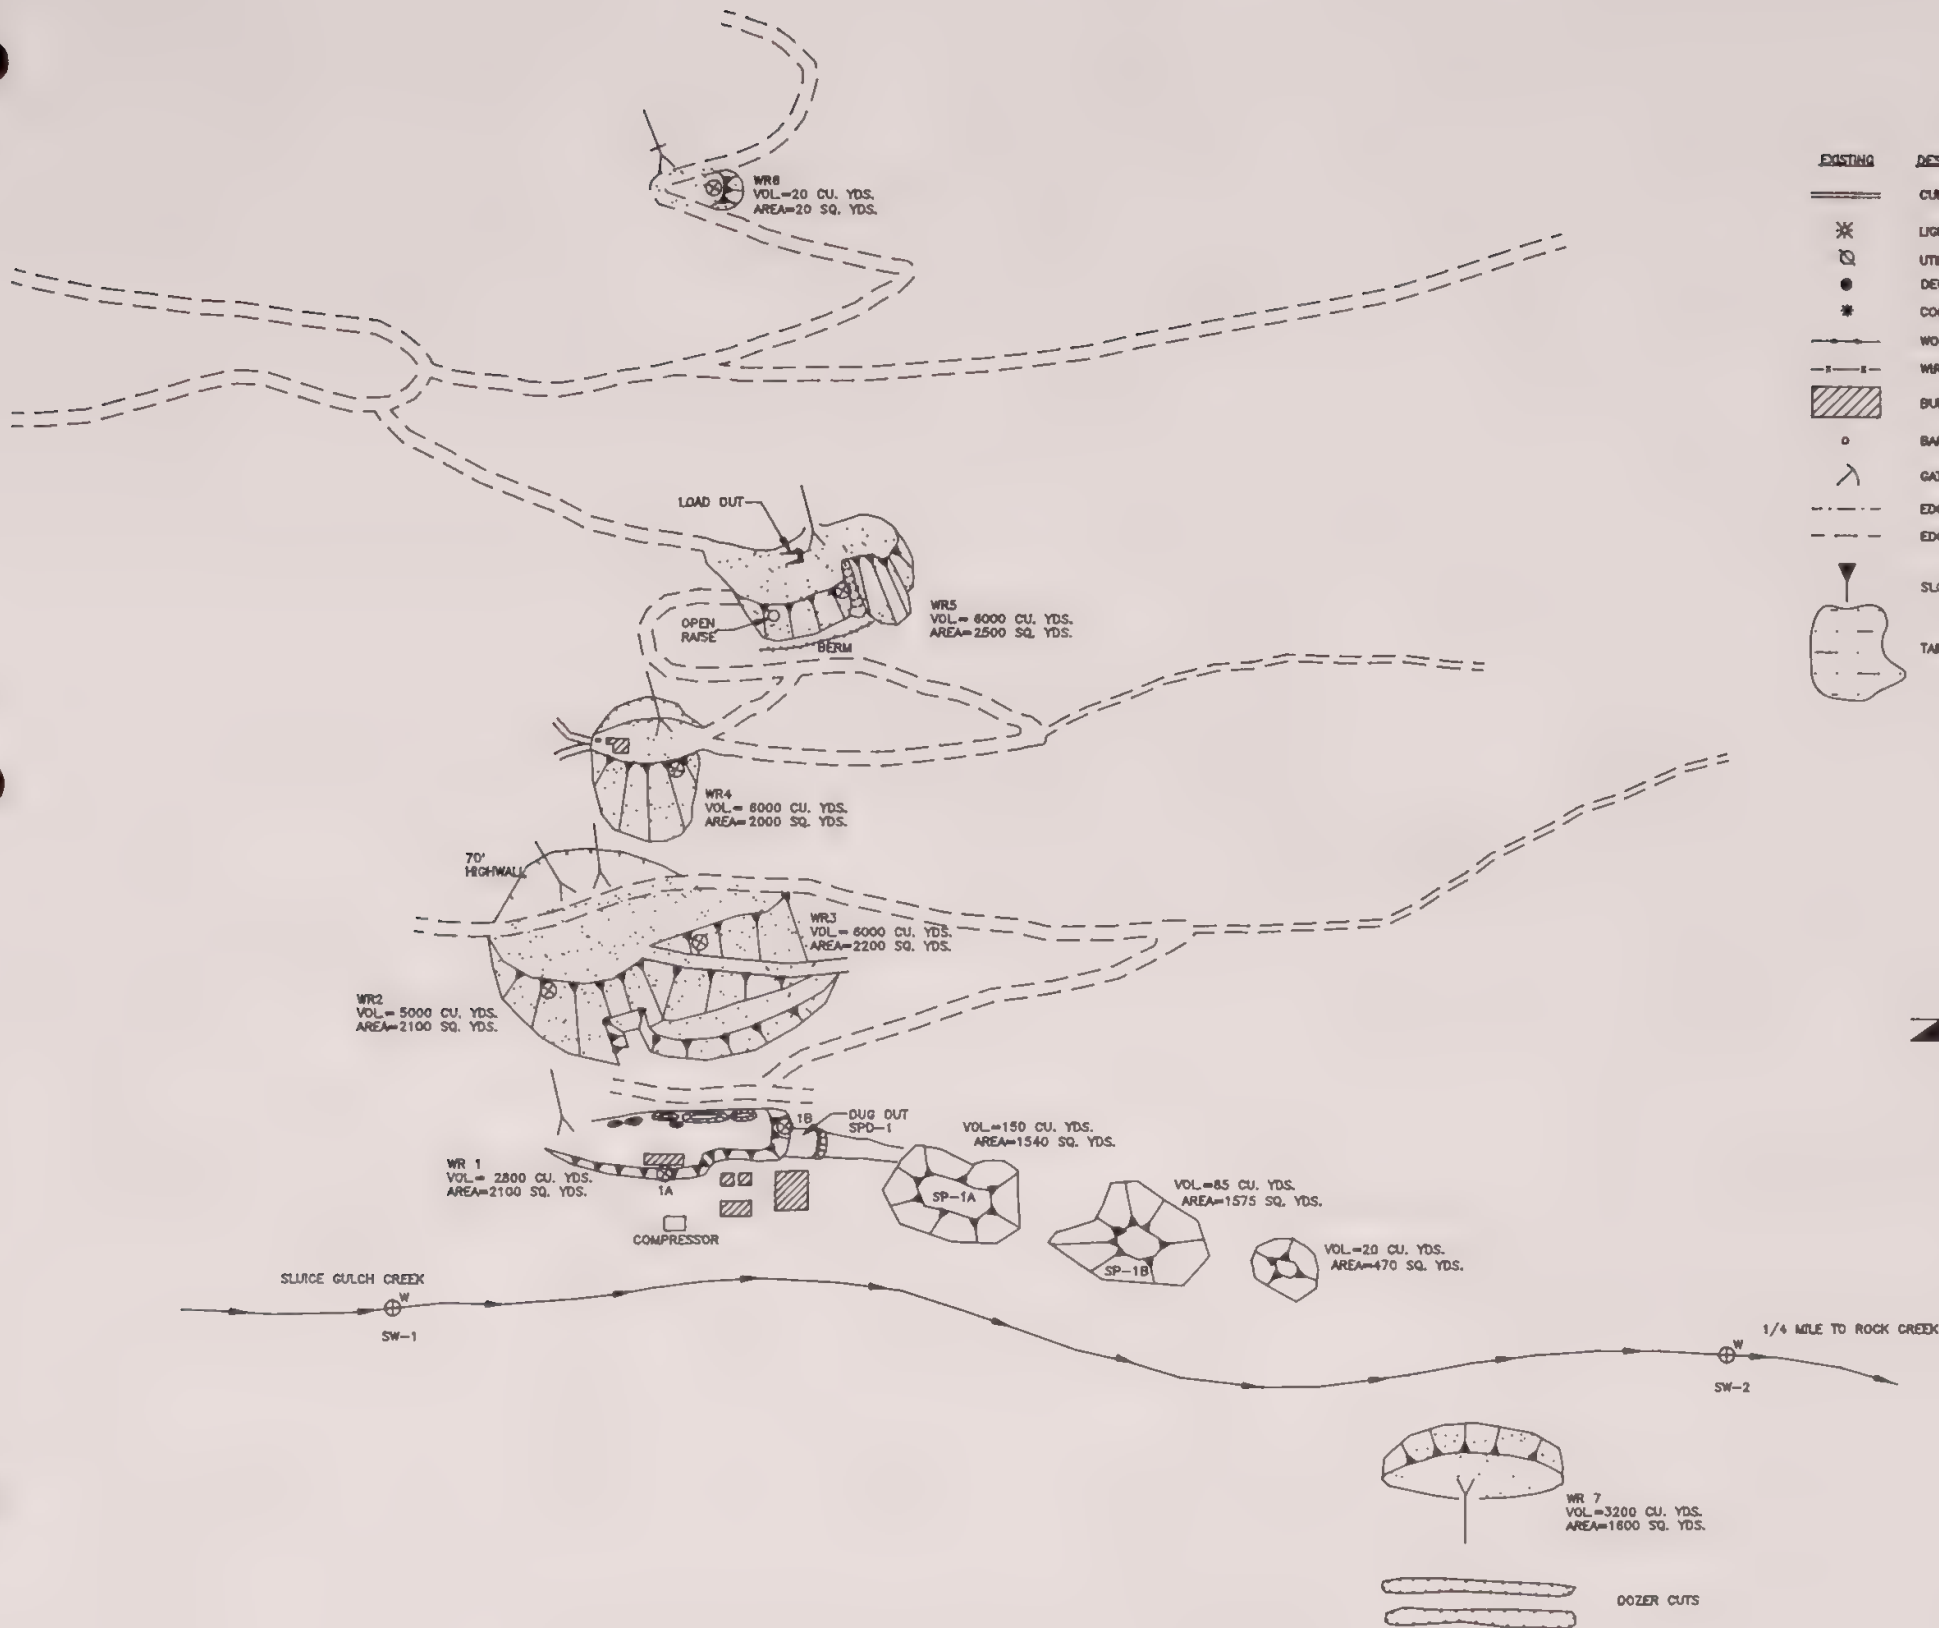 WR6
VOL.=20 CU. YDS.
AREA=20 SQ. YDS.
EXISTING
LOAD OUT
OPEN
RAISE
BERM
WR5
VOL.= 6000 CU. YDS.
AREA=2500 SQ. YDS.
WR4
VOL.= 6000 CU. YDS.
AREA=2000 SQ. YDS.
70'
HIGHWALL
WR3
VOL.= 6000 CU. YDS.
AREA=2200 SQ. YDS.
WR2
VOL.= 5000 CU. YDS.
AREA=2100 SQ. YDS.
1B
DUG OUT
SPD-1
WR 1
VOL.= 2800 CU. YDS.
AREA=2100 SQ. YDS.
1A
COMPRESSOR
VOL.=150 CU. YDS.
AREA=1540 SQ. YDS.
SP-1A
VOL.=85 CU. YDS.
AREA=1575 SQ. YDS.
SP-1B
VOL.=20 CU. YDS.
AREA=470 SQ. YDS.
SLUICE GULCH CREEK
W
SW-1
1/4 MILE TO ROCK CREEK
W
SW-2
WR 7
VOL.=3200 CU. YDS.
AREA=1600 SQ. YDS.
DOZER CUTS